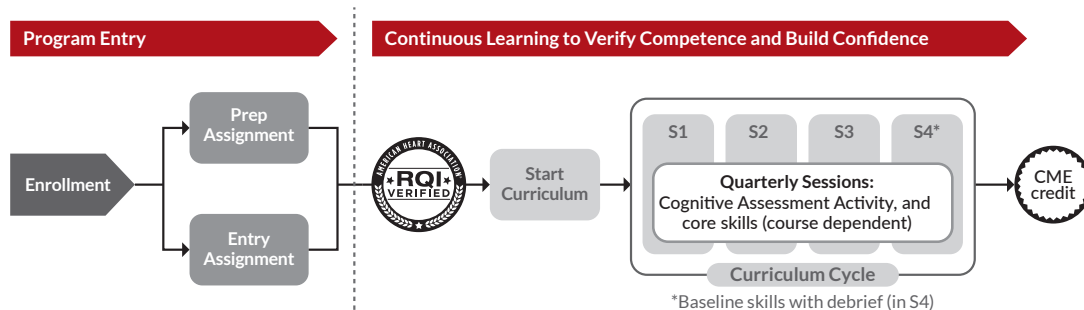 Program Entry
Continuous Learning to Verify Competence and Build Confidence
Enrollment
Prep
Assignment
Entry
Assignment
AMERICAN HEART ASSOCIATION
RQI
VERIFIED
Start
Curriculum
S1
S2
S3
S4*
Quarterly Sessions:
Cognitive Assessment Activity, and
core skills (course dependent)
Curriculum Cycle
*Baseline skills with debrief (in S4)
CME
credit